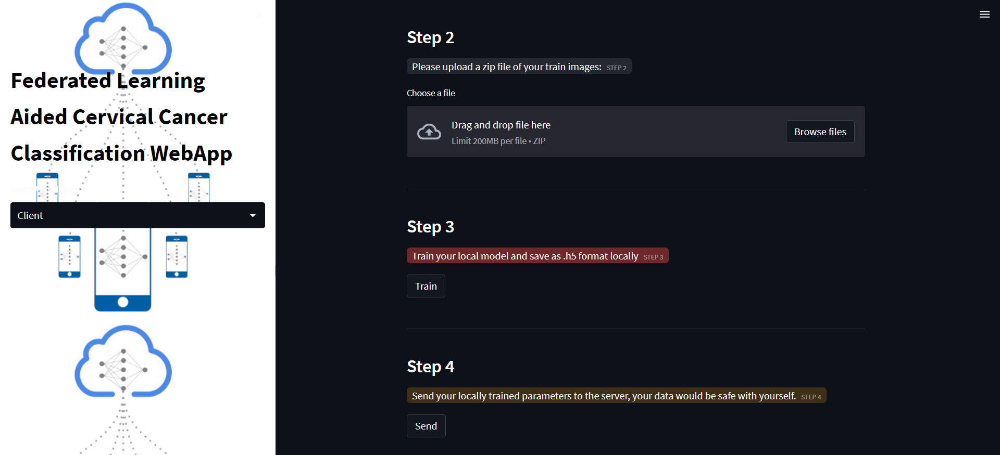 Federated Learning
Aided Cervical Cancer
Classification WebApp
Client
Step 2
Please upload a zip file of your train images: STEP 2
Choose a file
Drag and drop file here
Limit 200MB per file • ZIP
Browse files
Step 3
Train your local model and save as .h5 format locally STEP 3
Train
Step 4
Send your locally trained parameters to the server, your data would be safe with yourself. STEP 4
Send